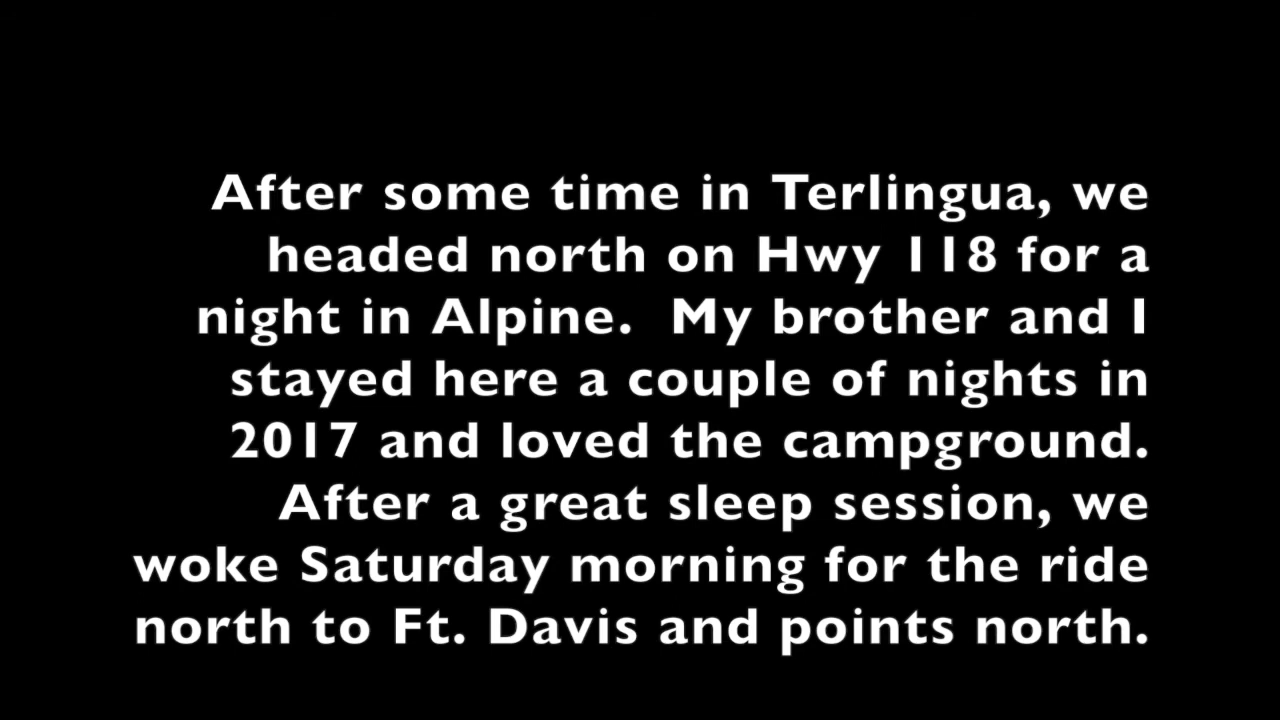 After some time in Terlingua, we
headed north on Hwy 118 for a
night in Alpine.  My brother and I
stayed here a couple of nights in
2017 and loved the campground.
After a great sleep session, we
woke Saturday morning for the ride
north to Ft. Davis and points north.